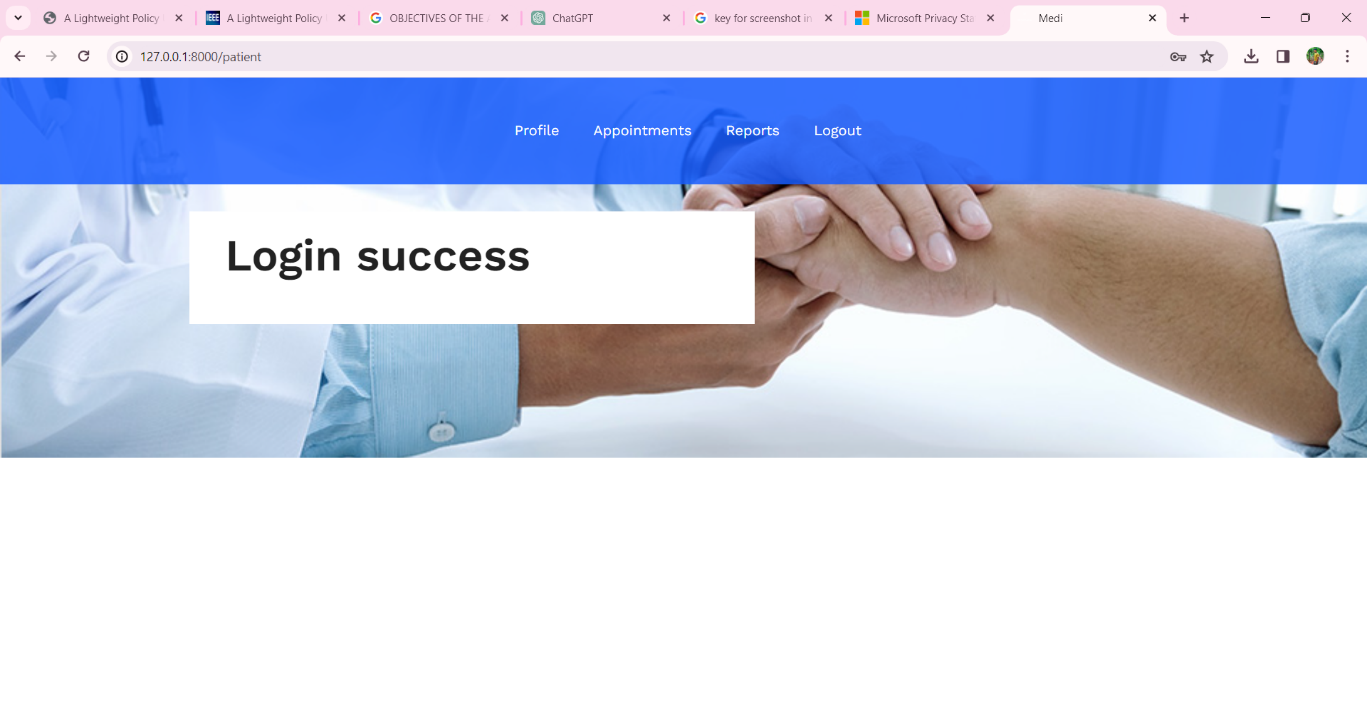 A Lightweight Policy
A Lightweight Policy
OBJECTIVES OF THE
ChatGPT
key for screenshot in
Microsoft Privacy Sta
Medi
127.0.0.1:8000/patient
Profile Appointments Reports Logout
Login success